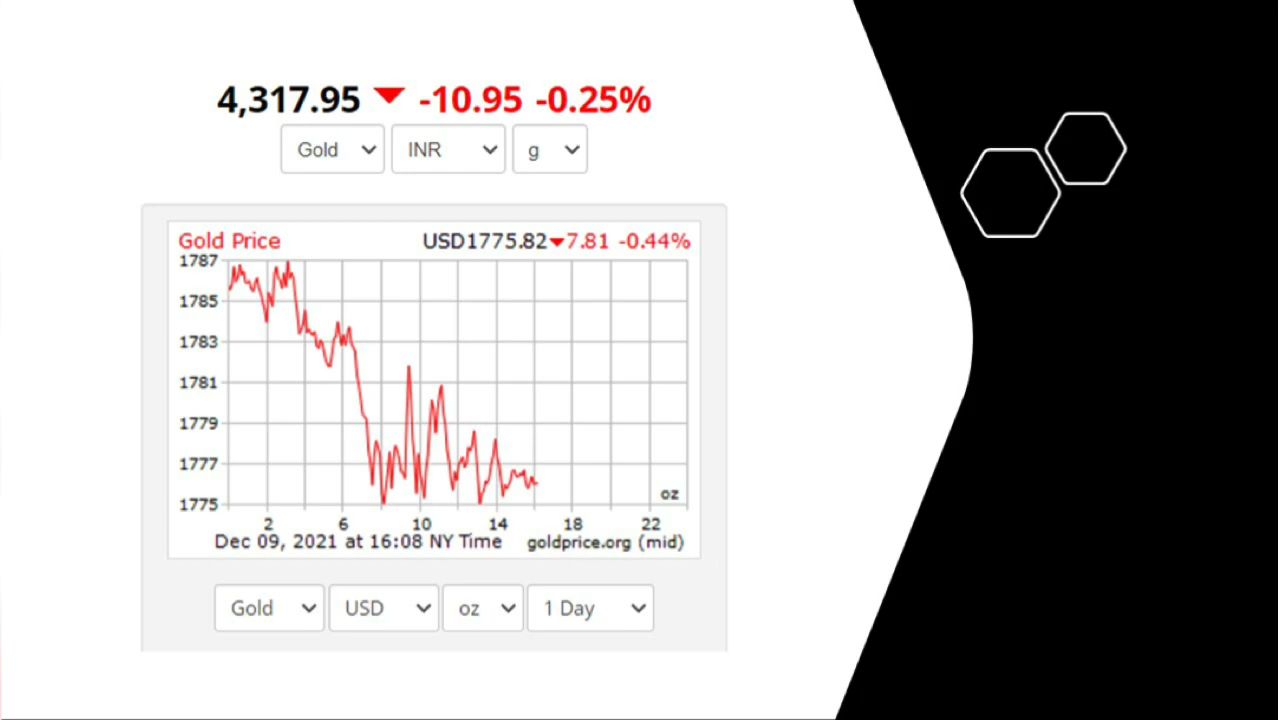 4,317.95 ▼ -10.95 -0.25%
Gold INR g
Gold Price USD1775.82▼7.81 -0.44%
1787
1785
1783
1781
1779
1777
1775
oz
2 6 10 14 18 22
Dec 09, 2021 at 16:08 NY Time goldprice.org (mid)
Gold USD oz 1 Day